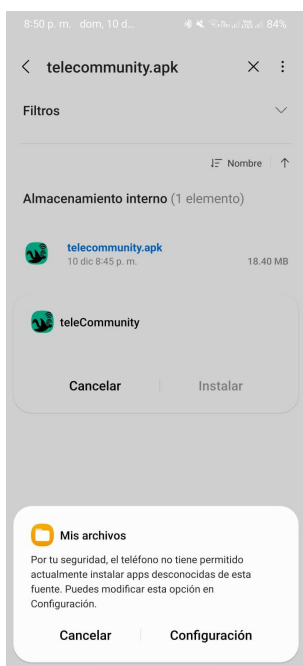 8:50 p. m. dom, 10 d...
84%
telecommunity.apk
Filtros
Nombre
Almacenamiento interno (1 elemento)
telecommunity.apk
10 dic 8:45 p. m.
18.40 MB
teleCommunity
Cancelar
Instalar
Mis archivos
Por tu seguridad, el teléfono no tiene permitido
actualmente instalar apps desconocidas de esta
fuente. Puedes modificar esta opción en
Configuración.
Cancelar
Configuración